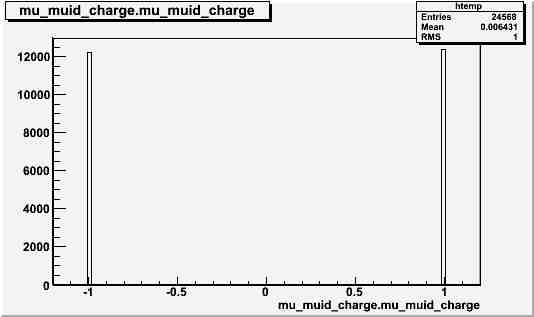 mu_muid_charge.mu_muid_charge
htemp
Entries 24568
Mean 0.006431
RMS 1
12000
10000
8000
6000
4000
2000
0
-1 -0.5 0 0.5 1
mu_muid_charge.mu_muid_charge